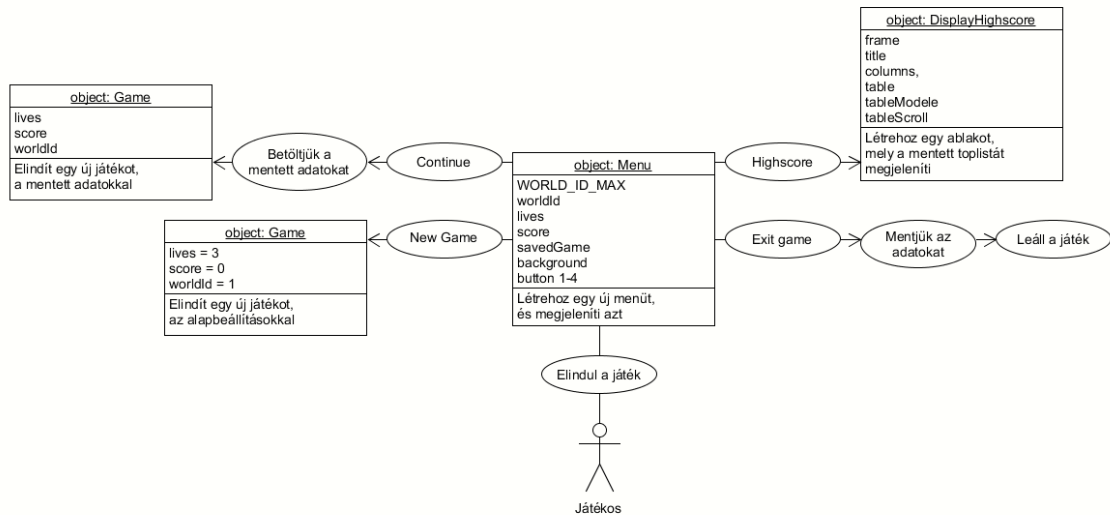 object: DisplayHighscore
frame
title
columns,
table
tableModele
tableScroll
Létrehoz egy ablakot,
mely a mentett toplistát
megjeleníti
object: Game
lives
score
worldId
Elindít egy új játékot,
a mentett adatokkal
Betöltjük a
mentett adatokat
Continue
object: Menu
WORLD_ID_MAX
worldId
lives
score
savedGame
background
button 1-4
Létrehoz egy új menüt,
és megjeleníti azt
Highscore
object: Game
lives = 3
score = 0
worldId = 1
Elindít egy új játékot,
az alapbeállításokkal
New Game
Exit game
Mentjük az
adatokat
Leáll a játék
Elindul a játék
Játékos